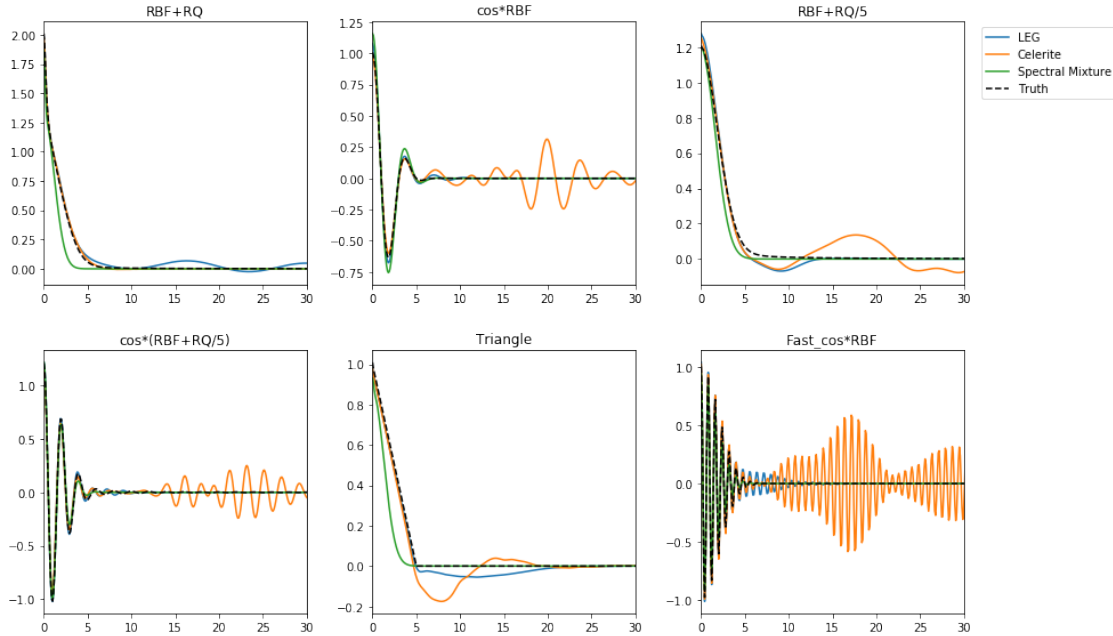 RBF+RQ
2.00
1.75
1.50
1.25
1.00
0.75
0.50
0.25
0.00
0 5 10 15 20 25 30
cos*RBF
1.25
1.00
0.75
0.50
0.25
0.00
−0.25
−0.50
−0.75
0 5 10 15 20 25 30
RBF+RQ/5
1.2
1.0
0.8
0.6
0.4
0.2
0.0
0 5 10 15 20 25 30
LEG
Celerite
Spectral Mixture
Truth
cos*(RBF+RQ/5)
1.0
0.5
0.0
−0.5
−1.0
0 5 10 15 20 25 30
Triangle
1.0
0.8
0.6
0.4
0.2
0.0
−0.2
0 5 10 15 20 25 30
Fast_cos*RBF
1.0
0.5
0.0
−0.5
−1.0
0 5 10 15 20 25 30